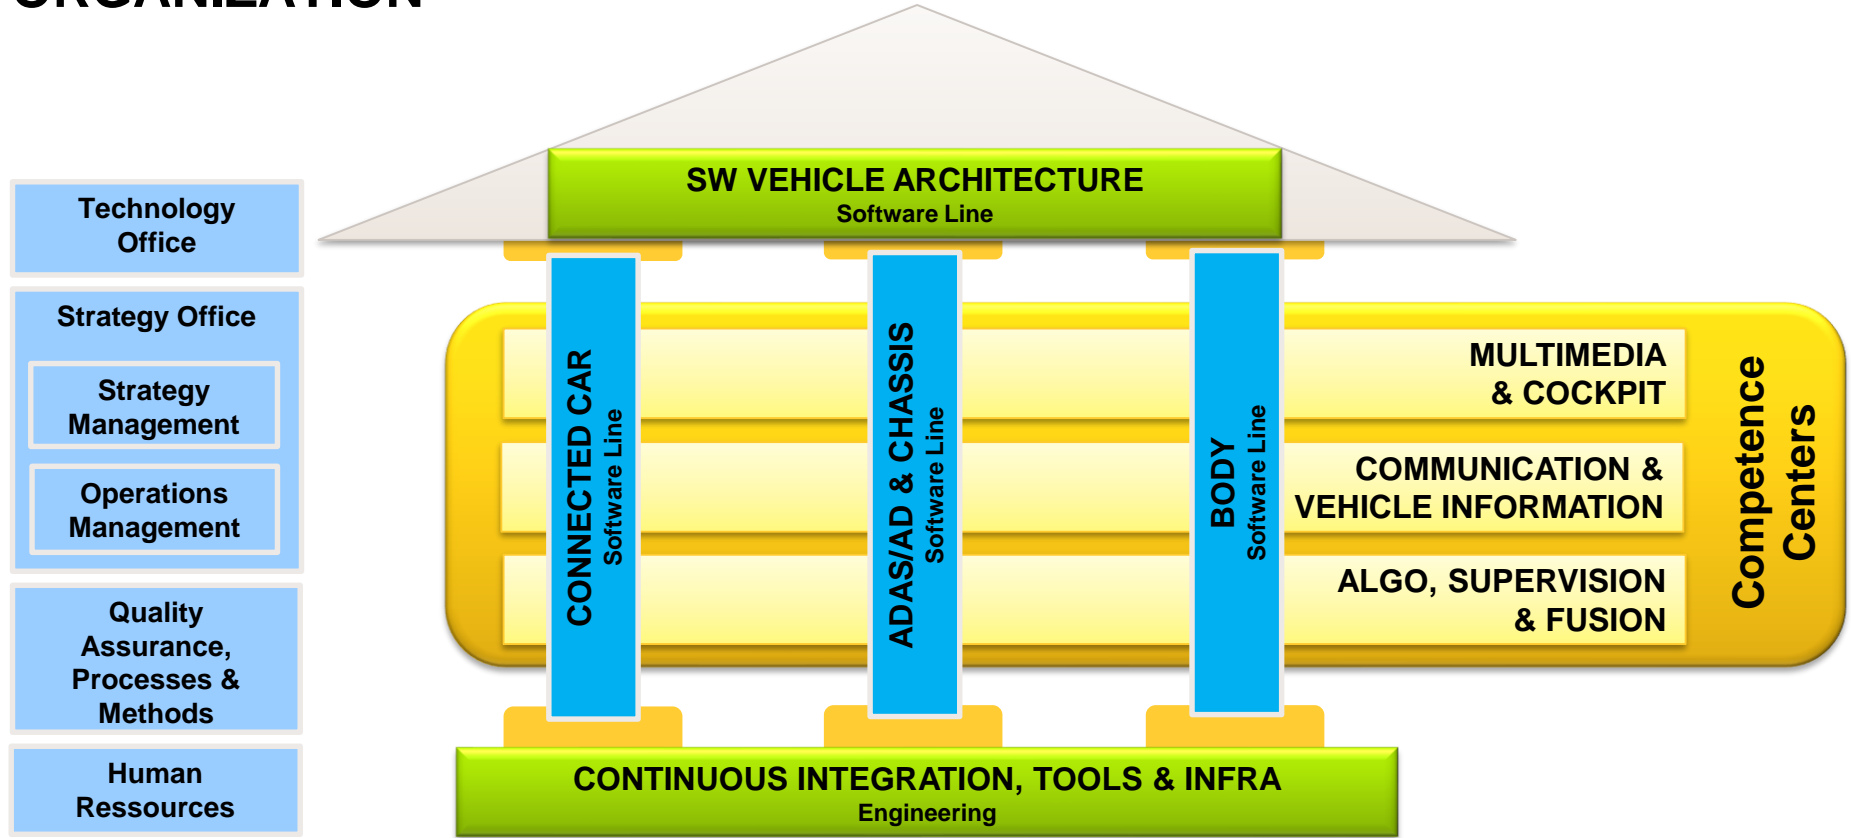 ORGANIZATION
SW VEHICLE ARCHITECTURE
Software Line
Technology
Office
Strategy Office
Strategy
Management
Operations
Management
Quality
Assurance,
Processes &
Methods
Human
Ressources
CONNECTED CAR
Software Line
ADAS/AD & CHASSIS
Software Line
BODY
Software Line
MULTIMEDIA
& COCKPIT
COMMUNICATION &
VEHICLE INFORMATION
ALGO, SUPERVISION
& FUSION
Competence
Centers
CONTINUOUS INTEGRATION, TOOLS & INFRA
Engineering